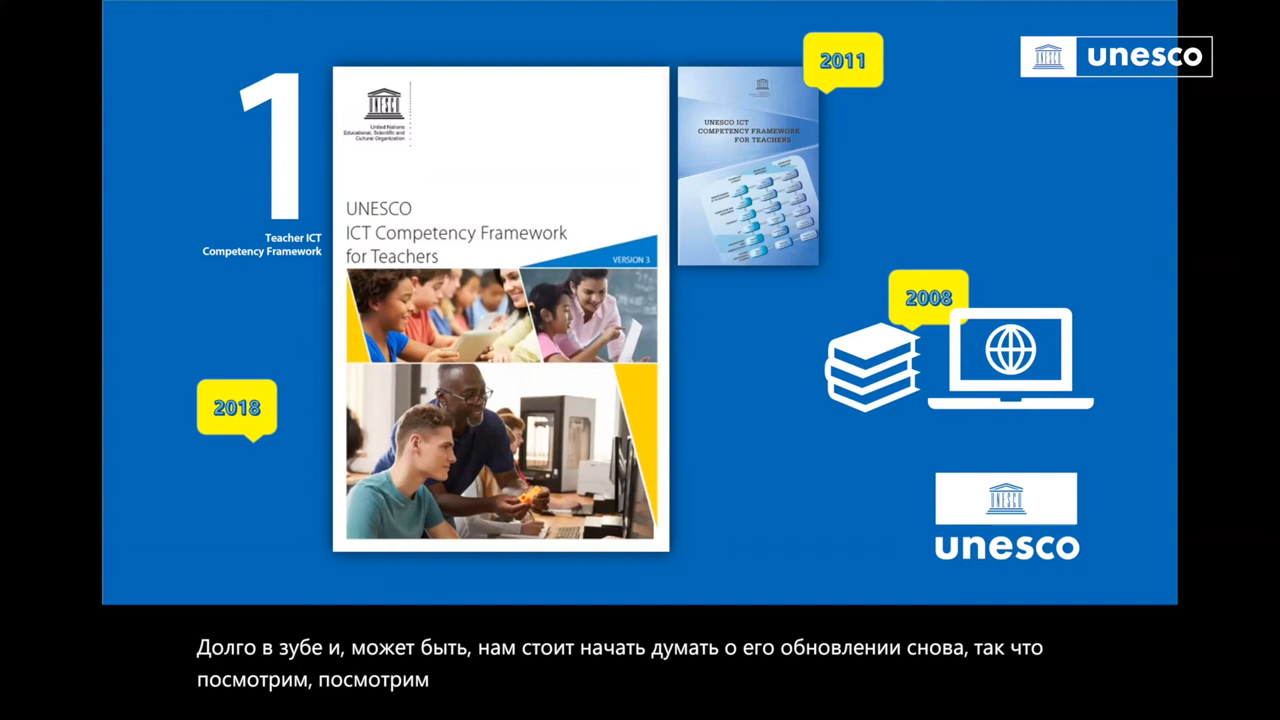 1
Teacher ICT
Competency Framework
2018
United Nations
Educational, Scientific and
Cultural Organization
UNESCO
ICT Competency Framework
for Teachers
VERSION 3
2011
UNESCO ICT
COMPETENCY FRAMEWORK
FOR TEACHERS
unesco
2008
unesco
Долго в зубе и, может быть, нам стоит начать думать о его обновлении снова, так что
посмотрим, посмотрим